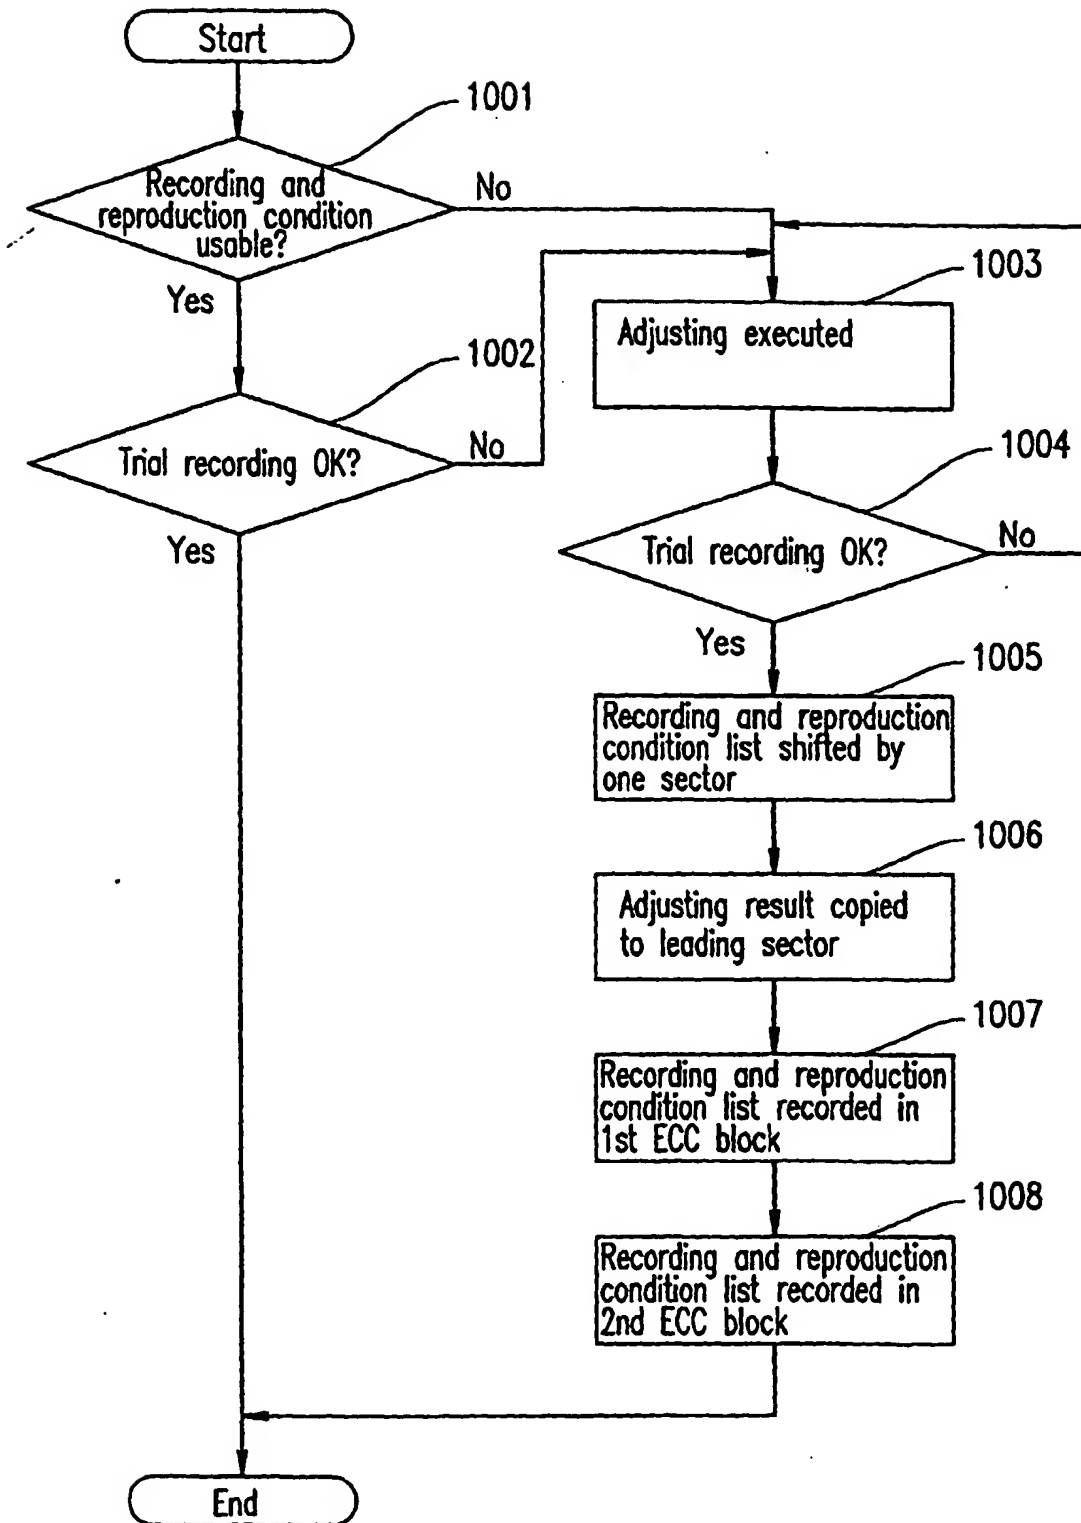 Start
1001
Recording and
reproduction condition
usable?
No
Yes
1002
Trial recording OK?
No
Yes
1003
Adjusting executed
1004
Trial recording OK?
No
Yes
1005
Recording and reproduction
condition list shifted by
one sector
1006
Adjusting result copied
to leading sector
1007
Recording and reproduction
condition list recorded in
1st ECC block
1008
Recording and reproduction
condition list recorded in
2nd ECC block
End